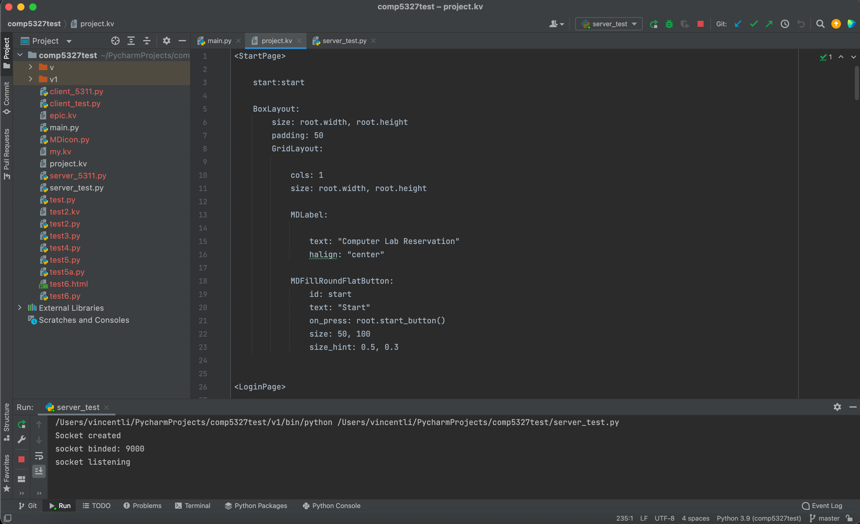 comp5327test – project.kv
comp5327test
project.kv
server_test
Git:
Project
Project
main.py
project.kv
server_test.py
comp5327test ~/PycharmProjects/com
v
v1
client_5311.py
client_test.py
epic.kv
main.py
MDicon.py
my.kv
project.kv
server_5311.py
server_test.py
test.py
test2.kv
test2.py
test3.py
test4.py
test5.py
test5a.py
test6.html
test6.py
External Libraries
Scratches and Consoles
Commit
Pull Requests
1 <StartPage>
2
3 start:start
4
5 BoxLayout:
6 size: root.width, root.height
7 padding: 50
8 GridLayout:
9
10 cols: 1
11 size: root.width, root.height
12
13 MDLabel:
14
15 text: "Computer Lab Reservation"
16 halign: "center"
17
18 MDFillRoundFlatButton:
19 id: start
20 text: "Start"
21 on_press: root.start_button()
22 size: 50, 100
23 size_hint: 0.5, 0.3
24
25
26 <LoginPage>
27
1
Run: server_test
Structure
Favorites
/Users/vincentli/PycharmProjects/comp5327test/v1/bin/python /Users/vincentli/PycharmProjects/comp5327test/server_test.py
Socket created
socket binded: 9000
socket listening
Git
Run
TODO
Problems
Terminal
Python Packages
Python Console
Event Log
235:1 LF UTF-8 4 spaces Python 3.9 (comp5327test) master